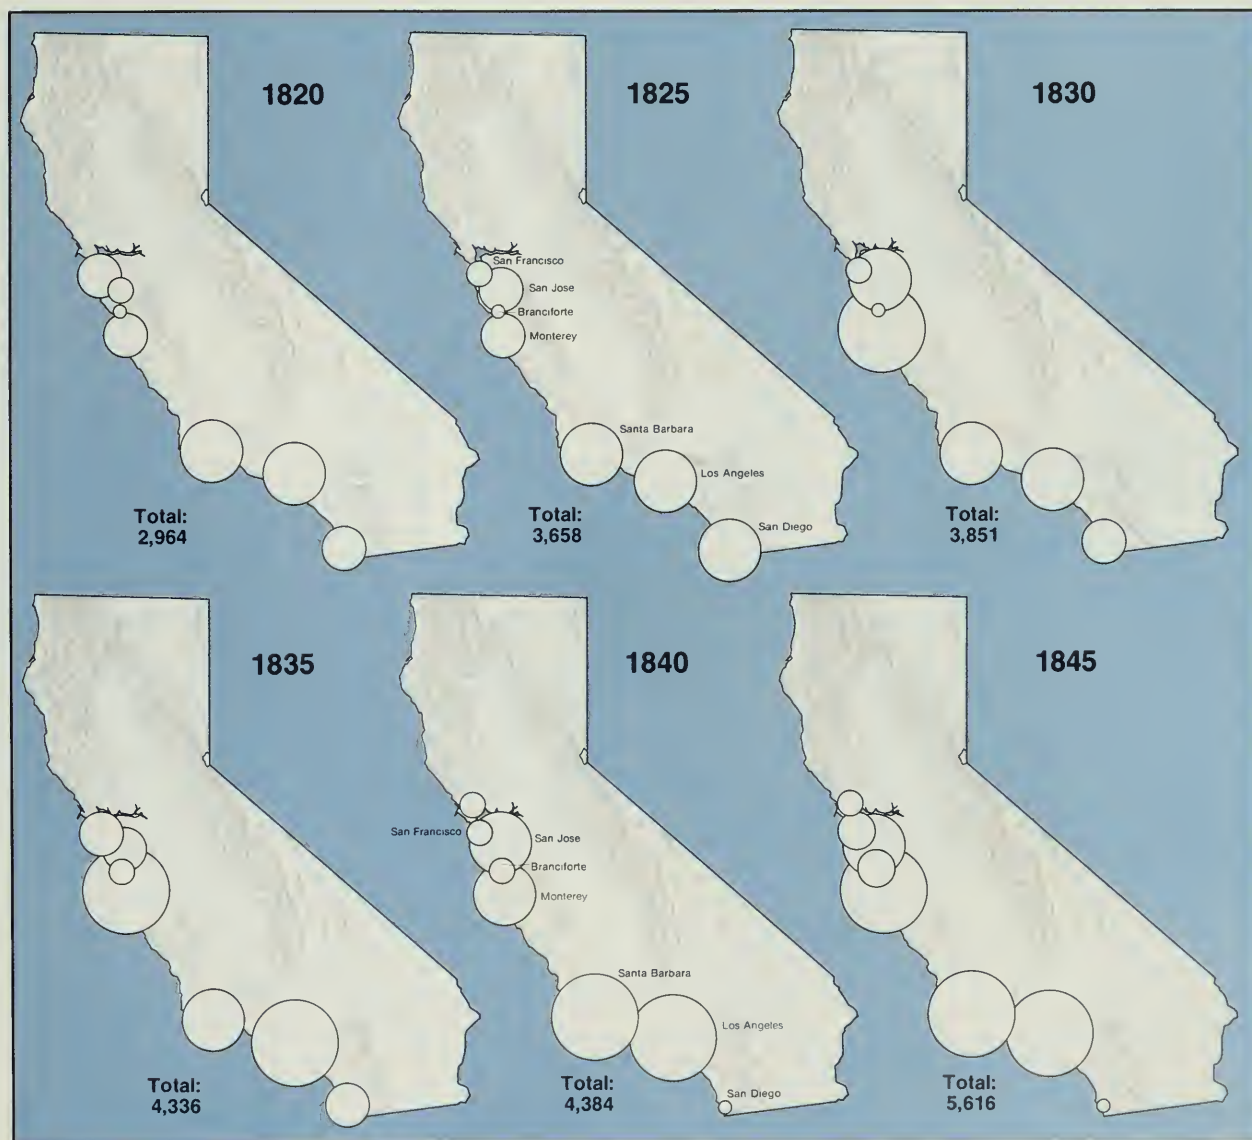 1820
1825
1830
San Francisco
San Jose
Branciforte
Monterey
Santa Barbara
Los Angeles
San Diego
Total:
2,964
Total:
3,658
Total:
3,851
1835
1840
1845
San Francisco
San Jose
Branciforte
Monterey
Santa Barbara
Los Angeles
San Diego
Total:
4,336
Total:
4,384
Total:
5,616